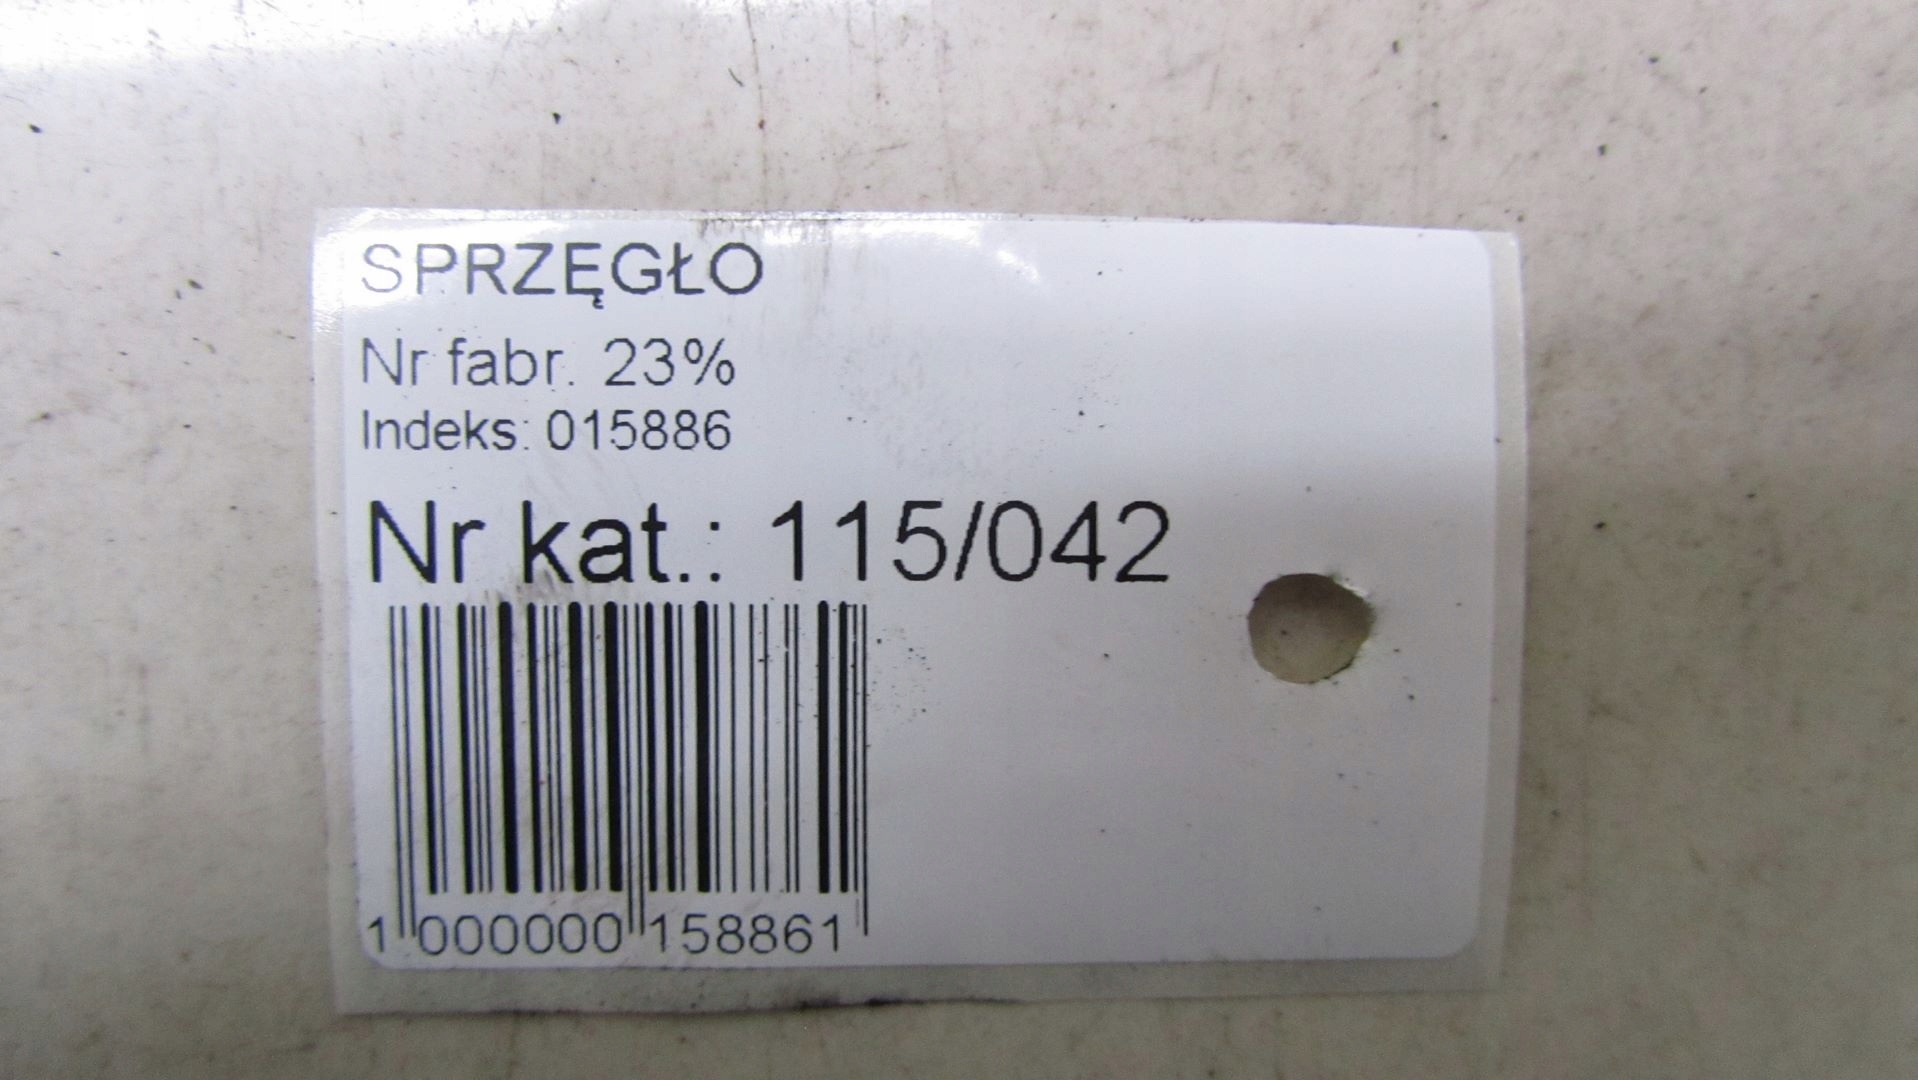 SPRZĘGŁO
Nr fabr. 23%
Indeks: 015886
Nr kat.: 115/042
1 000000 158861